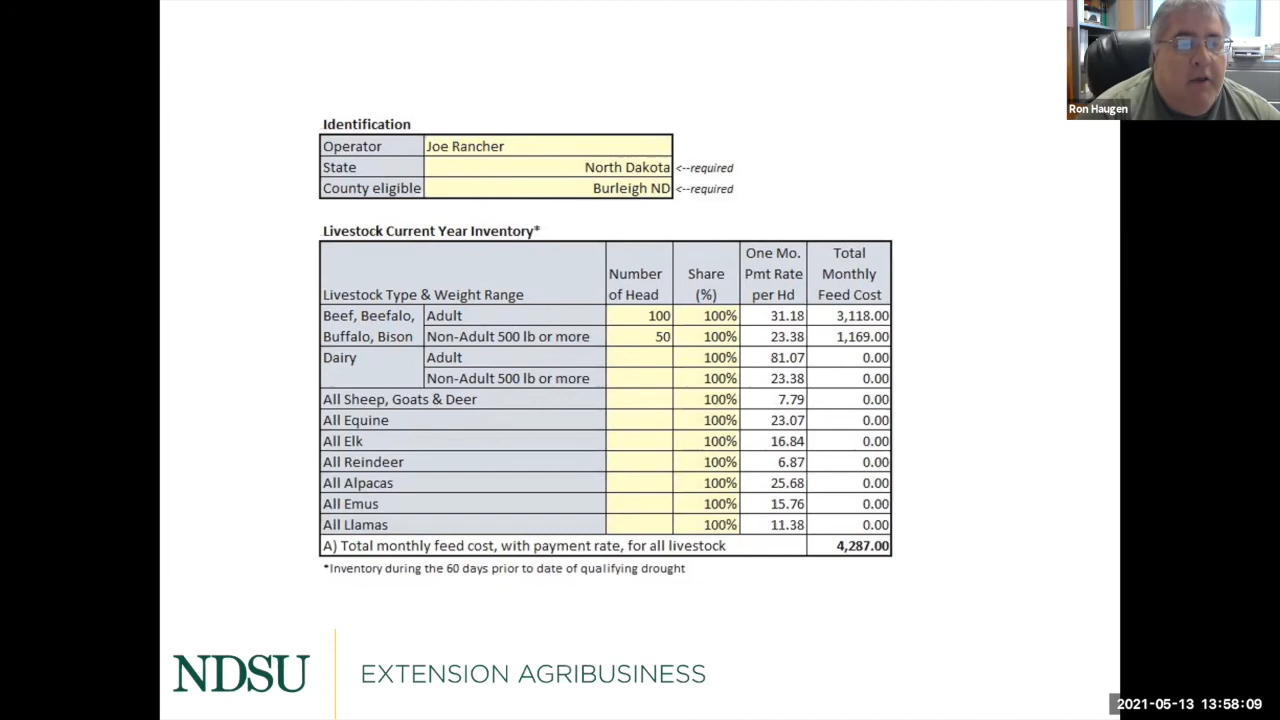 Ron Haugen
Identification
Operator Joe Rancher
State North Dakota <--required
County eligible Burleigh ND <--required
Livestock Current Year Inventory*
One Mo. Total
Number Share Pmt Rate Monthly
Livestock Type & Weight Range of Head (%) per Hd Feed Cost
Beef, Beefalo, Adult 100 100% 31.18 3,118.00
Buffalo, Bison Non-Adult 500 lb or more 50 100% 23.38 1,169.00
Dairy Adult 100% 81.07 0.00
Non-Adult 500 lb or more 100% 23.38 0.00
All Sheep, Goats & Deer 100% 7.79 0.00
All Equine 100% 23.07 0.00
All Elk 100% 16.84 0.00
All Reindeer 100% 6.87 0.00
All Alpacas 100% 25.68 0.00
All Emus 100% 15.76 0.00
All Llamas 100% 11.38 0.00
A) Total monthly feed cost, with payment rate, for all livestock 4,287.00
*Inventory during the 60 days prior to date of qualifying drought
NDSU EXTENSION AGRIBUSINESS
2021-05-13 13:58:09